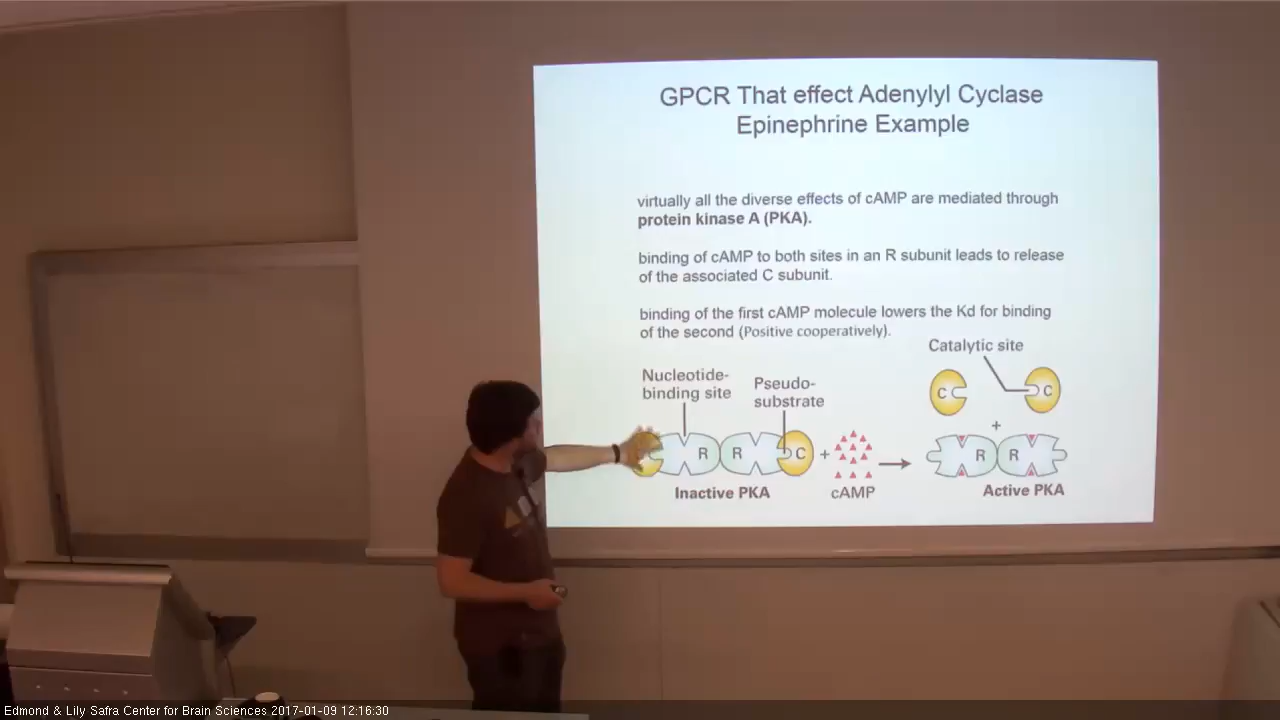 GPCR That effect Adenylyl Cyclase
Epinephrine Example
virtually all the diverse effects of cAMP are mediated through
protein kinase A (PKA).
binding of cAMP to both sites in an R subunit leads to release
of the associated C subunit.
binding of the first cAMP molecule lowers the Kd for binding
of the second (Positive cooperatively).
Catalytic site
Nucleotide-
binding site
Pseudo-
substrate
C C
+
R R C + R R
Inactive PKA cAMP Active PKA
Edmond & Lily Safra Center for Brain Sciences 2017-01-09 12:16:30